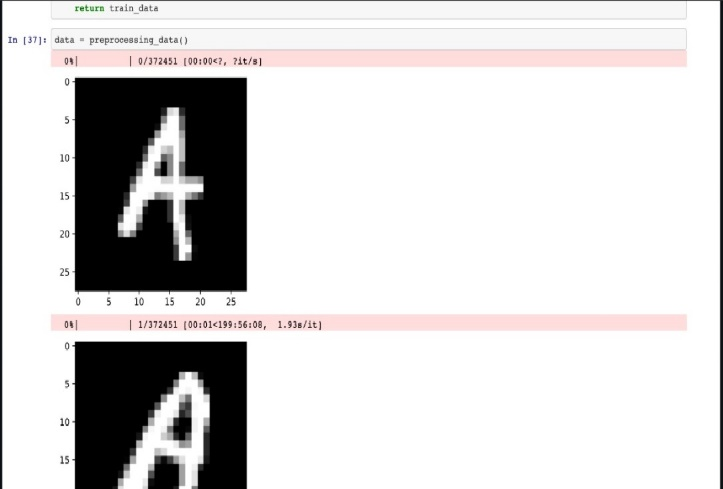 return train_data
In [37]: data = preprocessing_data()
0%| | 0/372451 [00:00<?, ?it/s]
0
5
10
15
20
25
0 5 10 15 20 25
A
0%| | 1/372451 [00:01<199:56:08, 1.93s/it]
0
5
10
15
A